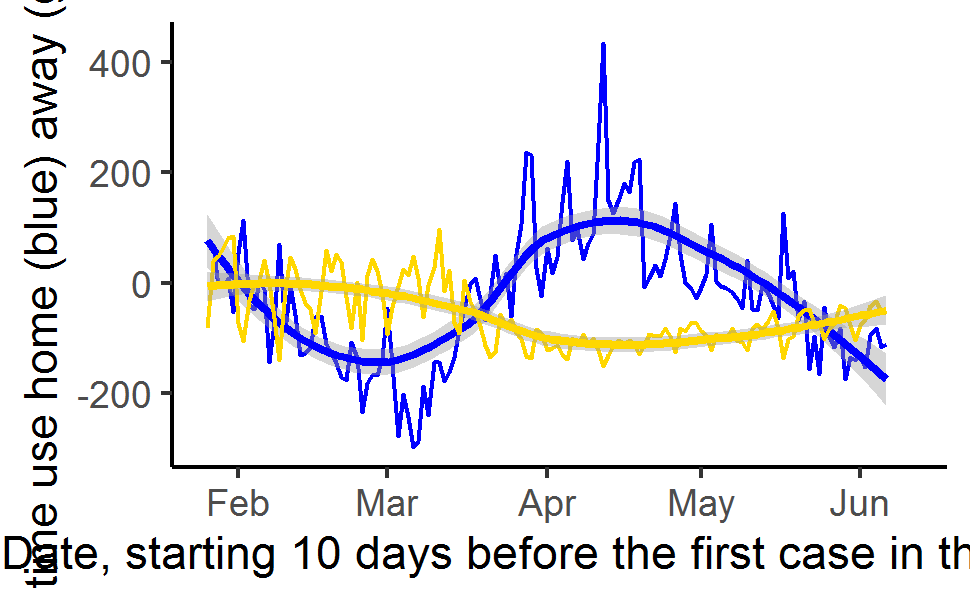 time use home (blue) away (
400
200
0
-200
Feb Mar Apr May Jun
Date, starting 10 days before the first case in th